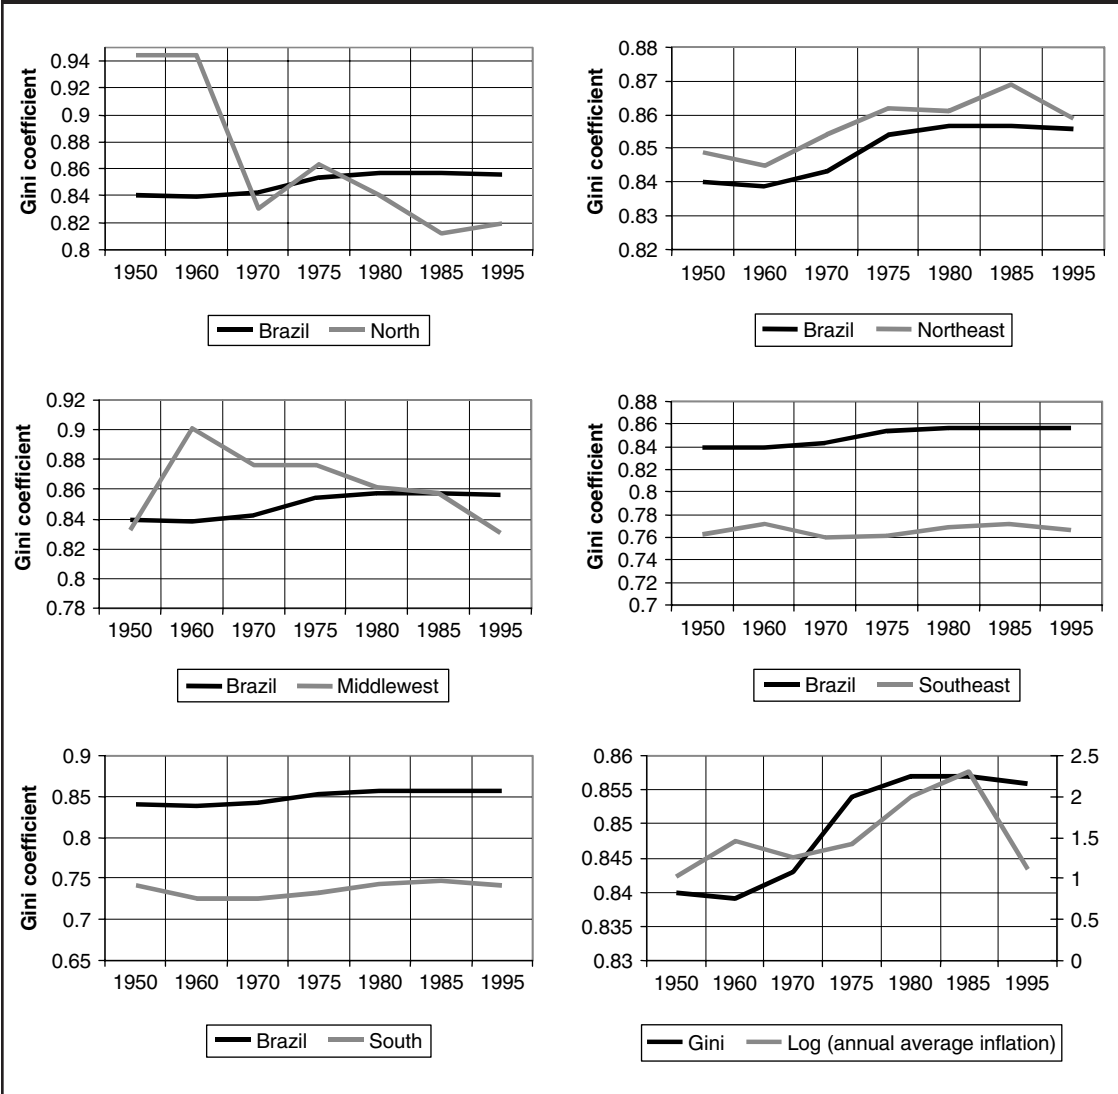 Gini coefficient
0.94
0.92
0.9
0.88
0.86
0.84
0.82
0.8
1950 1960 1970 1975 1980 1985 1995
Brazil North
Gini coefficient
0.88
0.87
0.86
0.85
0.84
0.83
0.82
1950 1960 1970 1975 1980 1985 1995
Brazil Northeast
Gini coefficient
0.92
0.9
0.88
0.86
0.84
0.82
0.8
0.78
1950 1960 1970 1975 1980 1985 1995
Brazil Middlewest
Gini coefficient
0.88
0.86
0.84
0.82
0.8
0.78
0.76
0.74
0.72
0.7
1950 1960 1970 1975 1980 1985 1995
Brazil Southeast
Gini coefficient
0.9
0.85
0.8
0.75
0.7
0.65
1950 1960 1970 1975 1980 1985 1995
Brazil South
0.86 2.5
0.855
0.85 2
0.845 1.5
0.84 1
0.835 0.5
0.83 0
1950 1960 1970 1975 1980 1985 1995
Gini Log (annual average inflation)